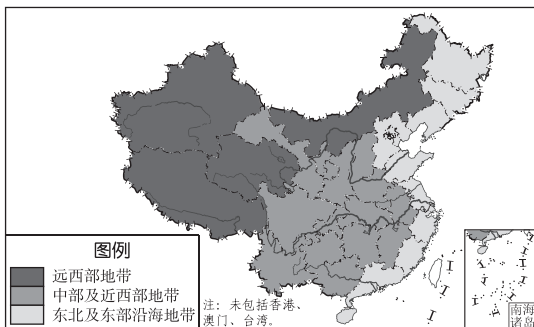 图例
远西部地带
中部及近西部地带
东北及东部沿海地带
注：未包括香港、
澳门、台湾。
南海
诸岛